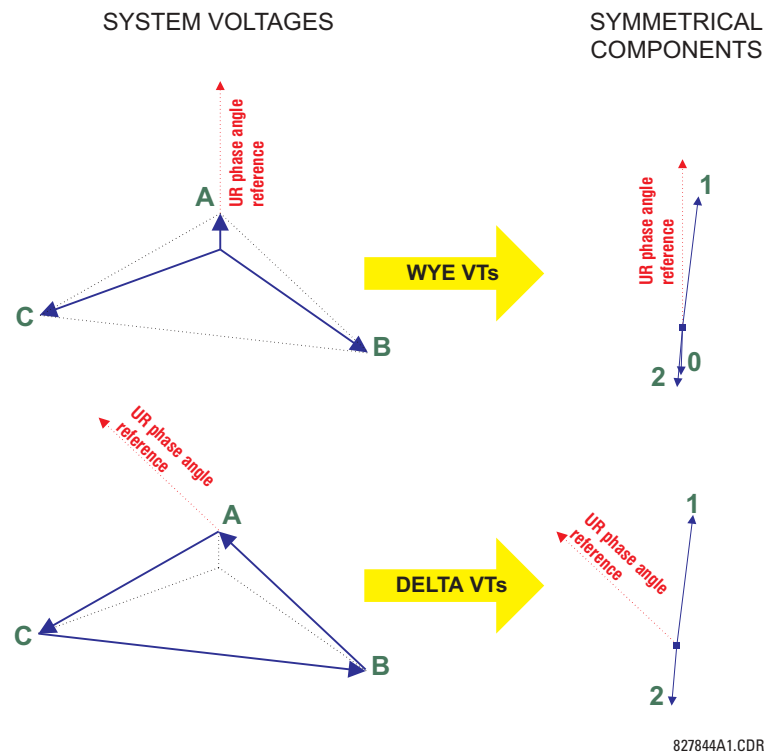 SYSTEM VOLTAGES
SYMMETRICAL
COMPONENTS
UR phase angle
reference
A
C
B
WYE VTs
UR phase angle
reference
1
2
0
UR phase angle
reference
A
C
B
DELTA VTs
UR phase angle
reference
1
2
827844A1.CDR